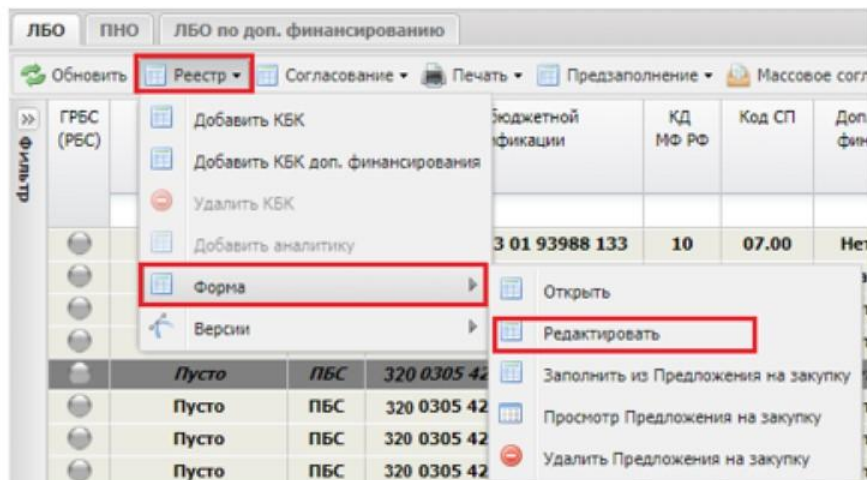 ЛБО ПНО ЛБО по доп. финансированию
Обновить Реестр Согласование Печать Предзаполнение Массовое согл
Фильтр
ГРБС (РБС)
бюджетной
ификации
КД
МФ РФ
Код СП
Доп.
фин
Добавить КБК
Добавить КБК доп. финансирования
Удалить КБК
Добавить аналитику
Форма
Версии
3 01 93988 133 10 07.00 Нет
Открыть
Редактировать
Заполнить из Предложения на закупку
Просмотр Предложения на закупку
Удалить Предложения на закупку
Пусто ПБС 320 0305 42
Пусто ПБС 320 0305 42
Пусто ПБС 320 0305 42
Пусто ПБС 320 0305 42